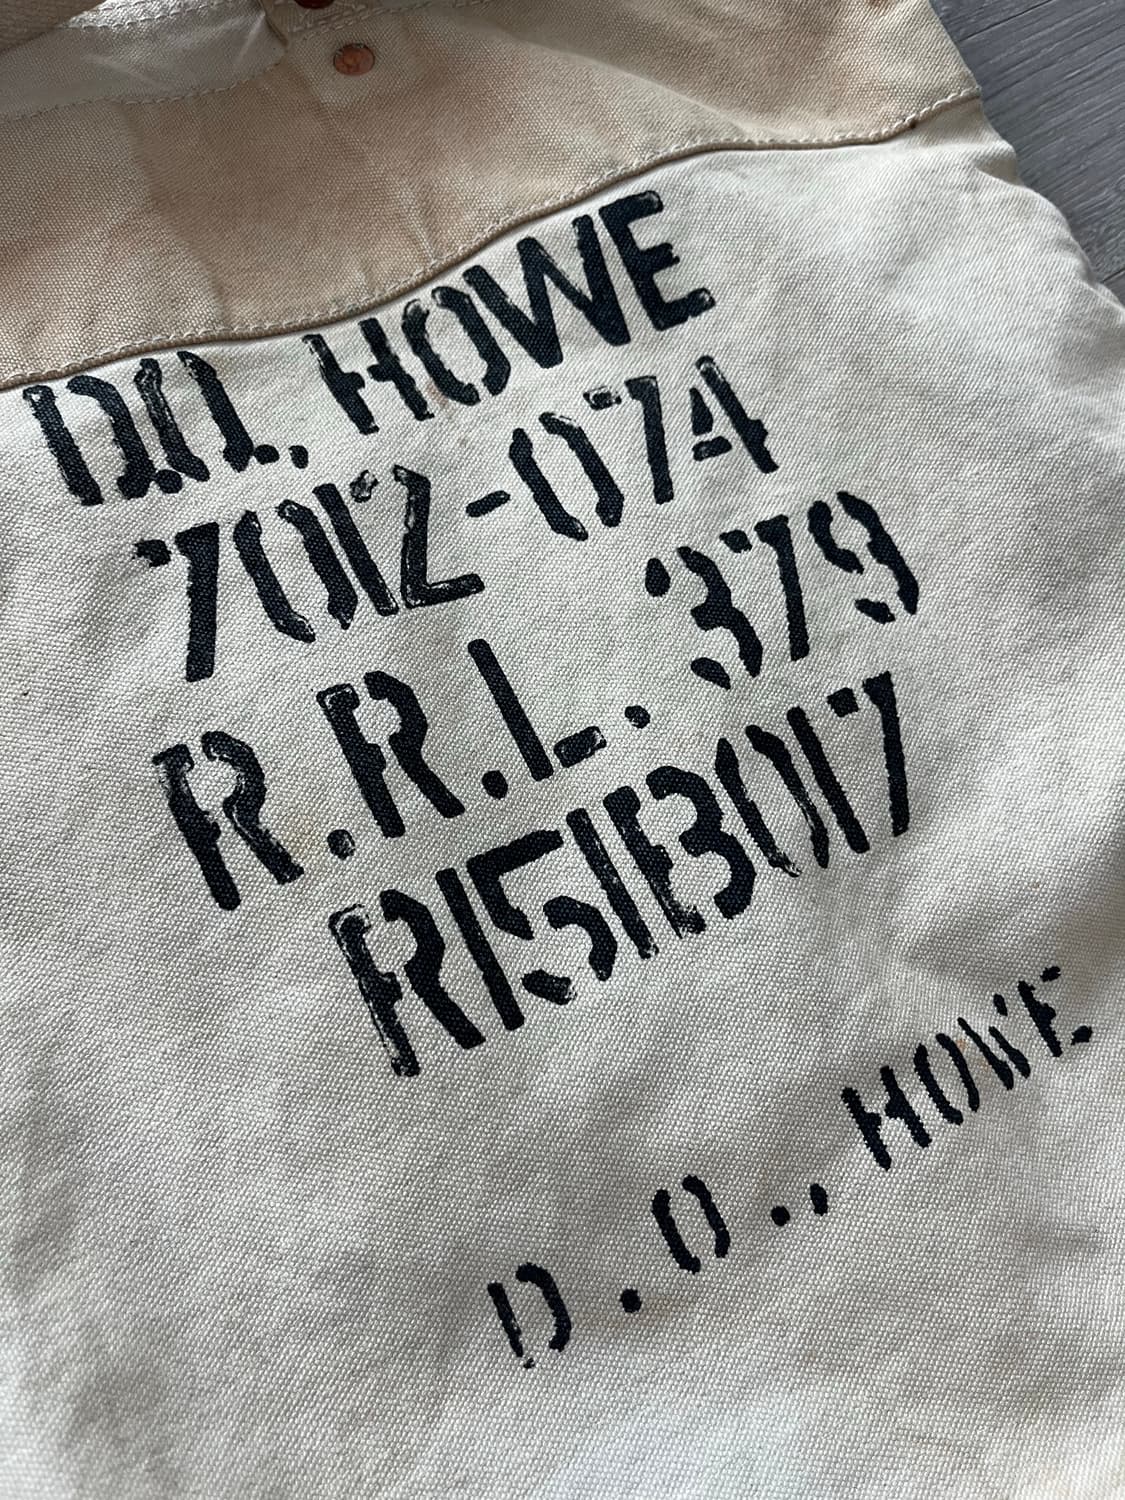 D.O., HOWE
7012-074
R.R.L. 379
R151B017
D.O., HOWE